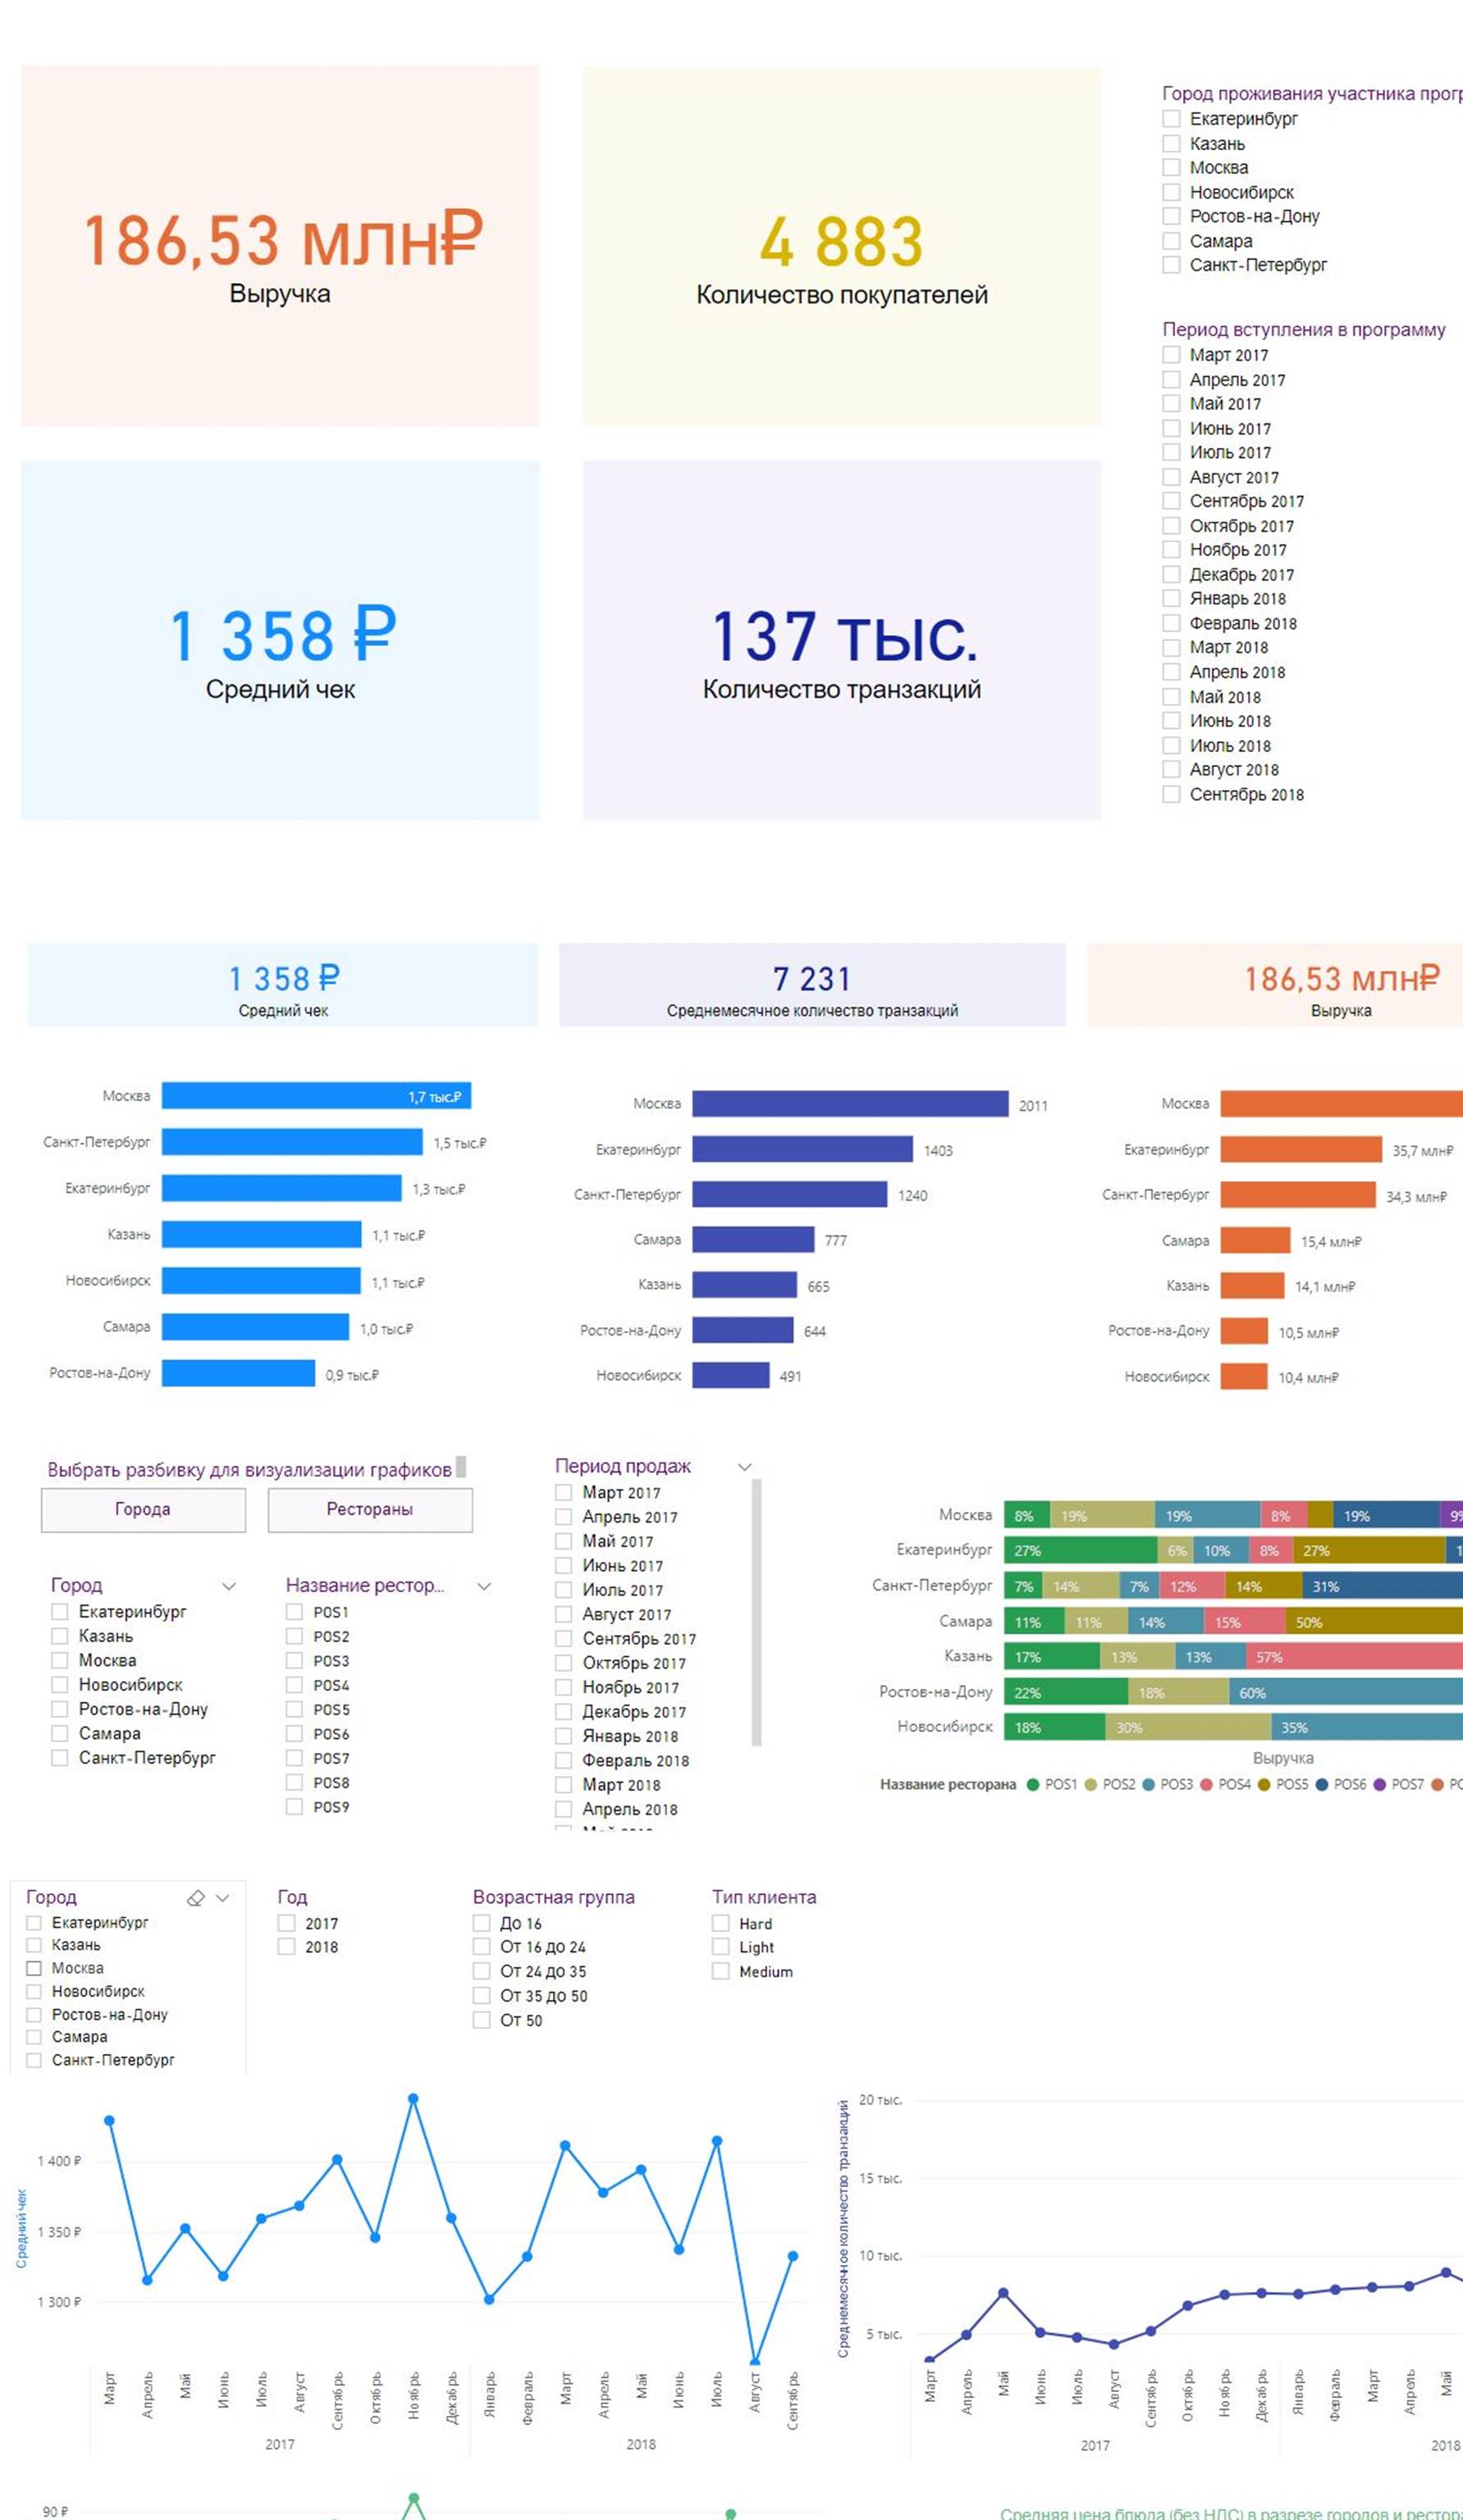 186,53 млн₽
Выручка
4 883
Количество покупателей
1 358 ₽
Средний чек
137 тыс.
Количество транзакций
Город проживания участника
Екатеринбург
Казань
Москва
Новосибирск
Ростов-на-Дону
Самара
Санкт-Петербург
Период вступления в программу
Март 2017
Апрель 2017
Май 2017
Июнь 2017
Июль 2017
Август 2017
Сентябрь 2017
Октябрь 2017
Ноябрь 2017
Декабрь 2017
Январь 2018
Февраль 2018
Март 2018
Апрель 2018
Май 2018
Июнь 2018
Июль 2018
Август 2018
Сентябрь 2018
1 358 ₽
Средний чек
7 231
Среднемесячное количество транзакций
186,53 млн₽
Выручка
Москва 1,7 тыс.₽
Санкт-Петербург 1,5 тыс.₽
Екатеринбург 1,3 тыс.₽
Казань 1,1 тыс.₽
Новосибирск 1,1 тыс.₽
Самара 1,0 тыс.₽
Ростов-на-Дону 0,9 тыс.₽
Москва 2011
Екатеринбург 1403
Санкт-Петербург 1240
Самара 777
Казань 665
Ростов-на-Дону 644
Новосибирск 491
Москва
Екатеринбург 35,7 млн₽
Санкт-Петербург 34,3 млн₽
Самара 15,4 млн₽
Казань 14,1 млн₽
Ростов-на-Дону 10,5 млн₽
Новосибирск 10,4 млн₽
Выбрать разбивку для визуализации графиков
Города Рестораны
Город
Екатеринбург
Казань
Москва
Новосибирск
Ростов-на-Дону
Самара
Санкт-Петербург
Название рестор...
POS1
POS2
POS3
POS4
POS5
POS6
POS7
POS8
POS9
Период продаж
Март 2017
Апрель 2017
Май 2017
Июнь 2017
Июль 2017
Август 2017
Сентябрь 2017
Октябрь 2017
Ноябрь 2017
Декабрь 2017
Январь 2018
Февраль 2018
Март 2018
Апрель 2018
Москва 8% 19% 19% 8% 19%
Екатеринбург 27% 6% 10% 8% 27%
Санкт-Петербург 7% 14% 7% 12% 14% 31%
Самара 11% 11% 14% 15% 50%
Казань 17% 13% 13% 57%
Ростов-на-Дону 22% 18% 60%
Новосибирск 18% 30% 35%
Выручка
Название ресторана POS1 POS2 POS3 POS4 POS5 POS6 POS7
Город
Екатеринбург
Казань
Москва
Новосибирск
Ростов-на-Дону
Самара
Санкт-Петербург
Год
2017
2018
Возрастная группа
До 16
От 16 до 24
От 24 до 35
От 35 до 50
От 50
Тип клиента
Hard
Light
Medium
Средний чек
1 400 ₽
1 350 ₽
1 300 ₽
Март Апрель Май Июнь Июль Август Сентябрь Октябрь Ноябрь Декабрь Январь Февраль Март Апрель Май Июнь Июль Август Сентябрь
2017 2018
Среднемесячное количество транзакций
20 тыс.
15 тыс.
10 тыс.
5 тыс.
Март Апрель Май Июнь Июль Август Сентябрь Октябрь Ноябрь Декабрь Январь Февраль Март Апрель Май
2017 2018
90 ₽
Средняя цена блюда (без НДС) в разрезе городов и